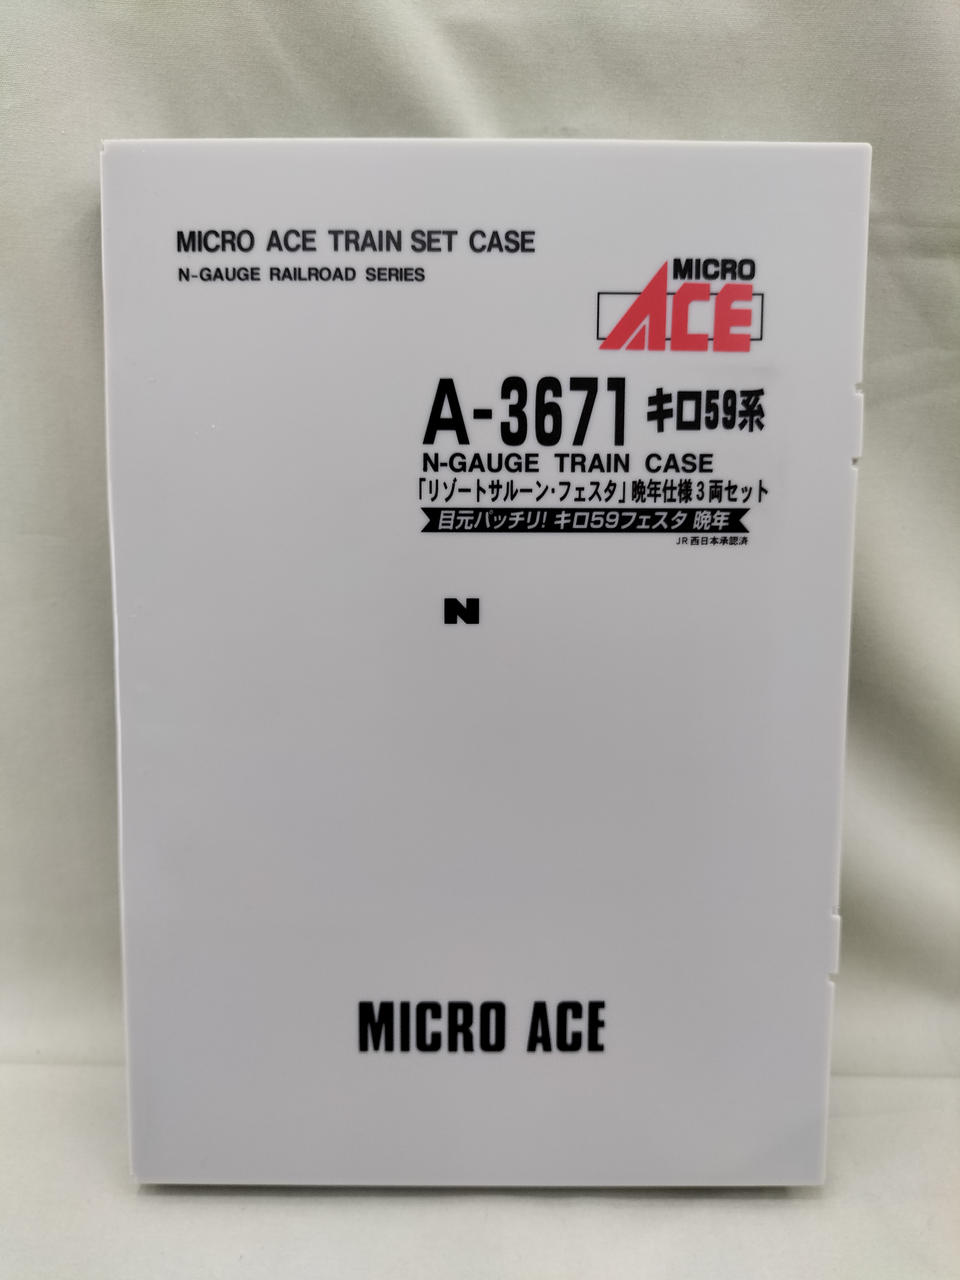 MICRO ACE TRAIN SET CASE
N-GAUGE RAILROAD SERIES
MICRO
ACE
A-3671 キロ59系
N-GAUGE TRAIN CASE
「リゾートサルーン・フェスタ」晩年仕様3両セット
目元パッチリ! キロ59フェスタ 晩年
JR西日本承認済
N
MICRO ACE